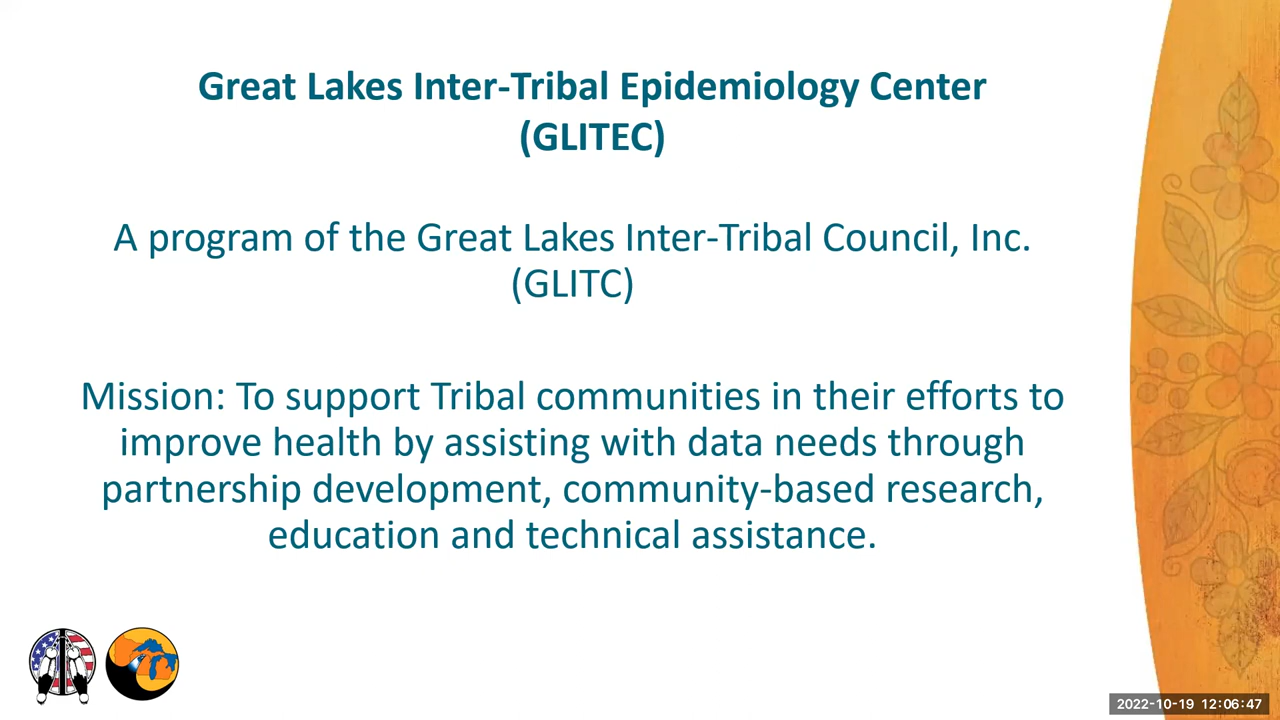 Great Lakes Inter-Tribal Epidemiology Center
(GLITEC)
A program of the Great Lakes Inter-Tribal Council, Inc.
(GLITC)
Mission: To support Tribal communities in their efforts to
improve health by assisting with data needs through
partnership development, community-based research,
education and technical assistance.
2022-10-19 12:06:47